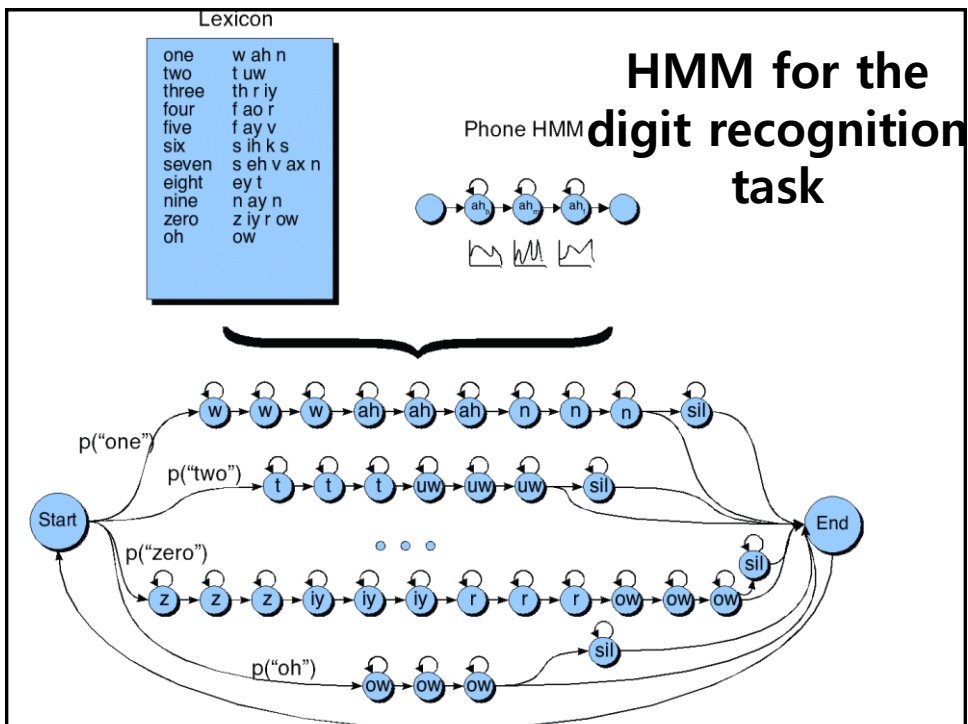 Lexicon
one w ah n
two t uw
three th r iy
four f ao r
five f ay v
six s ih k s
seven s eh v ax n
eight ey t
nine n ay n
zero z iy r ow
oh ow
Phone HMM
ah_b ah_m ah_f
HMM for the
digit recognition
task
w w w ah ah ah n n n sil
p("one")
p("two")
t t t uw uw uw sil
Start
End
p("zero")
z z z iy iy iy r r r ow ow ow sil
p("oh")
ow ow ow sil